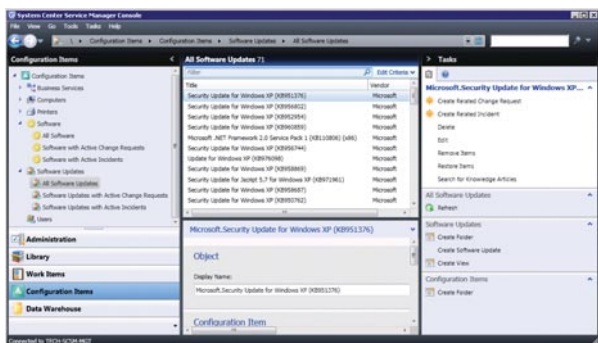 System Center Service Manager Console
File View Go Tools Tasks Help
Configuration Items Configuration Items Software Updates All Software Updates
Configuration Items
Configuration Items
Business Services
Computers
Printers
Software
All Software
Software with Active Change Requests
Software with Active Incidents
Software Updates
All Software Updates
Software Updates with Active Change Requests
Software Updates with Active Incidents
Users
Administration
Library
Work Items
Configuration Items
Data Warehouse
All Software Updates 71
Filter
Edit Criteria
Title Vendor
Security Update for Windows XP (KB951376) Microsoft
Security Update for Windows XP (KB956802) Microsoft
Security Update for Windows XP (KB952954) Microsoft
Security Update for Windows XP (KB960859) Microsoft
Microsoft .NET Framework 2.0 Service Pack 1 (KB110806) (x86) Microsoft
Security Update for Windows XP (KB956744) Microsoft
Update for Windows XP (KB976098) Microsoft
Security Update for Windows XP (KB958869) Microsoft
Security Update for Jscript 5.7 for Windows XP (KB971961) Microsoft
Security Update for Windows XP (KB958687) Microsoft
Security Update for Windows XP (KB950762) Microsoft
Microsoft.Security Update for Windows XP (KB951376)
Object
Display Name:
Microsoft.Security Update for Windows XP (KB951376)
Configuration Item
Tasks
Microsoft.Security Update for Windows XP...
Create Related Change Request
Create Related Incident
Delete
Edit
Remove Items
Restore Items
Search for Knowledge Articles
All Software Updates
Refresh
Software Updates
Create Folder
Create Software Update
Create View
Configuration Items
Create Folder
Connected to TECH-SCSM-MGT